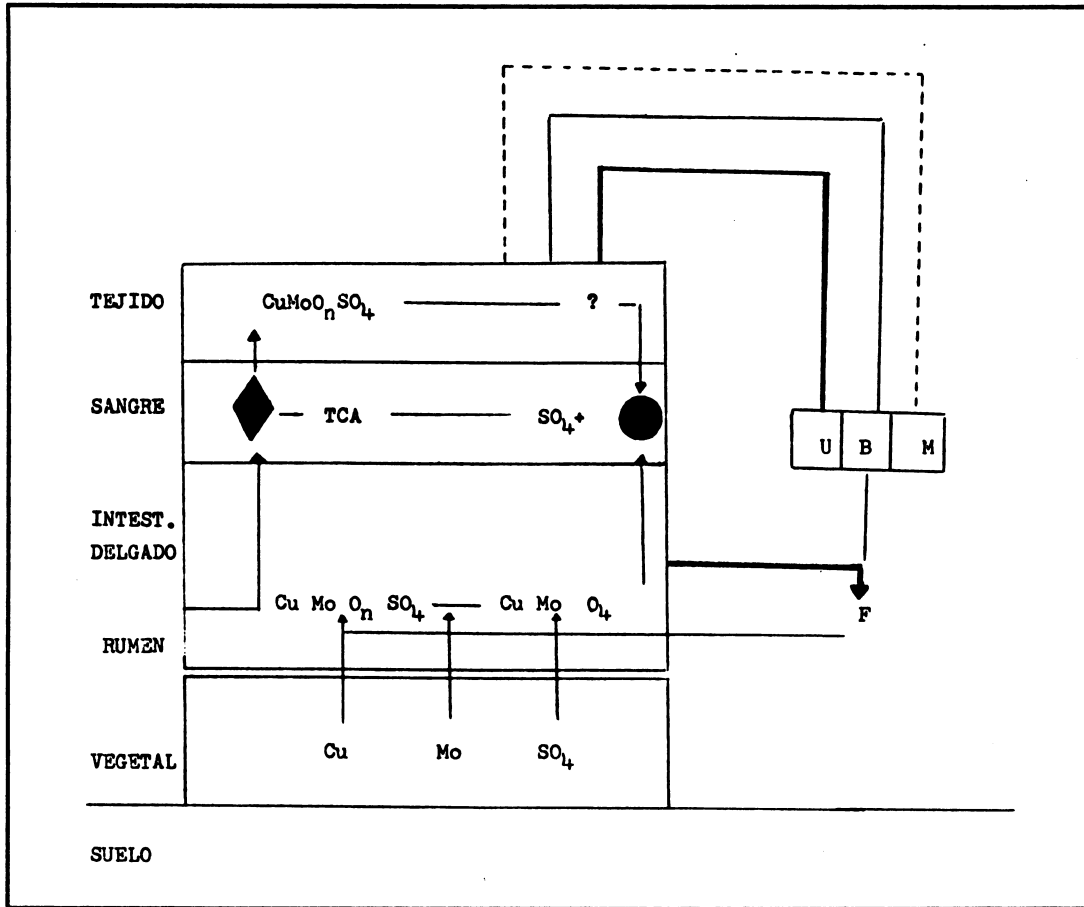 TEJIDO CuMoOnSO4 ?
SANGRE TCA SO4+
U B M
INTEST.
DELGADO
Cu Mo On SO4 Cu Mo O4
F
RUMEN
VEGETAL Cu Mo SO4
SUELO